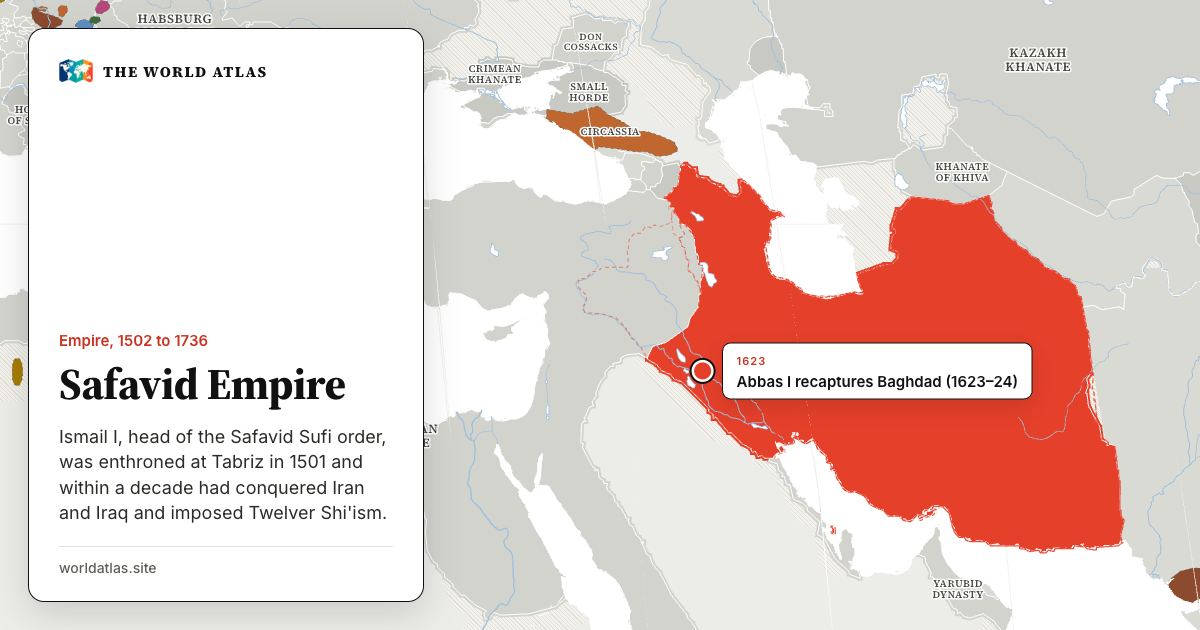 HABSBURG
THE WORLD ATLAS
Empire, 1502 to 1736
Safavid Empire
Ismail I, head of the Safavid Sufi order,
was enthroned at Tabriz in 1501 and
within a decade had conquered Iran
and Iraq and imposed Twelver Shi'ism.
worldatlas.site
DON
COSSACKS
CRIMEAN
KHANATE
SMALL
HORDE
CIRCASSIA
KAZAKH
KHANATE
KHANATE
OF KHIVA
1623
Abbas I recaptures Baghdad (1623–24)
YARUBID
DYNASTY